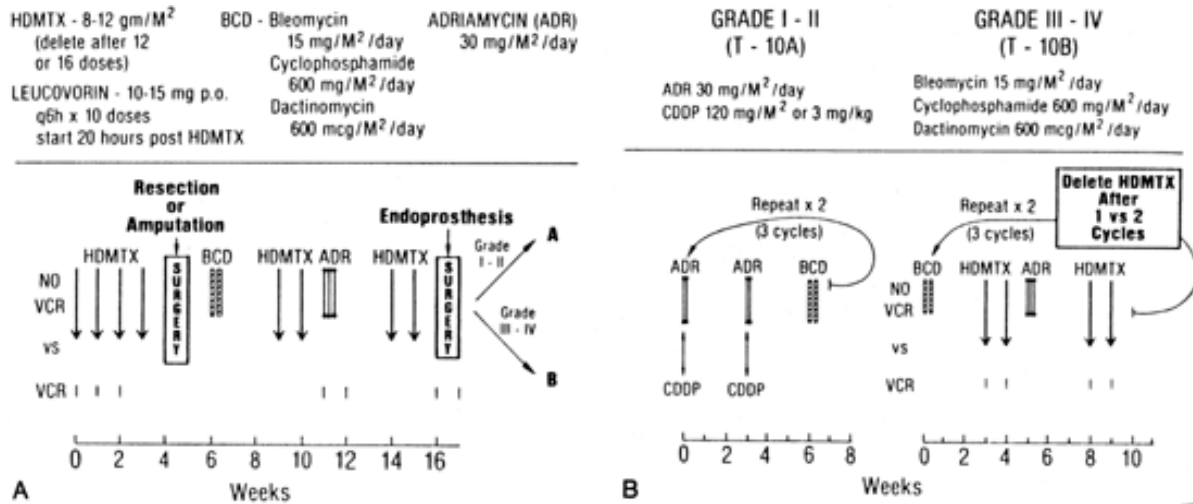 HDMTX - 8-12 gm/M²
(delete after 12
or 16 doses)
LEUCOVORIN - 10-15 mg p.o.
q6h x 10 doses
start 20 hours post HDMTX
BCD - Bleomycin
15 mg/M²/day
Cyclophosphamide
600 mg/M²/day
Dactinomycin
600 mcg/M²/day
ADRIAMYCIN (ADR)
30 mg/M²/day
Resection
or
Amputation
Endoprosthesis
HDMTX
SURGERY
BCD
HDMTX ADR
HDMTX
SURGERY
Grade
I - II
A
Grade
III - IV
B
NO
VCR
vs
VCR
0 2 4 6 8 10 12 14 16
A
Weeks
GRADE I - II
(T - 10A)
ADR 30 mg/M²/day
CDDP 120 mg/M² or 3 mg/kg
Repeat x 2
(3 cycles)
ADR ADR BCD
CDDP CDDP
0 2 4 6 8
B
Weeks
GRADE III - IV
(T - 10B)
Bleomycin 15 mg/M²/day
Cyclophosphamide 600 mg/M²/day
Dactinomycin 600 mcg/M²/day
Delete HDMTX
After
1 vs 2
Cycles
Repeat x 2
(3 cycles)
BCD HDMTX ADR HDMTX
NO
VCR
vs
VCR
0 2 4 6 8 10
Weeks